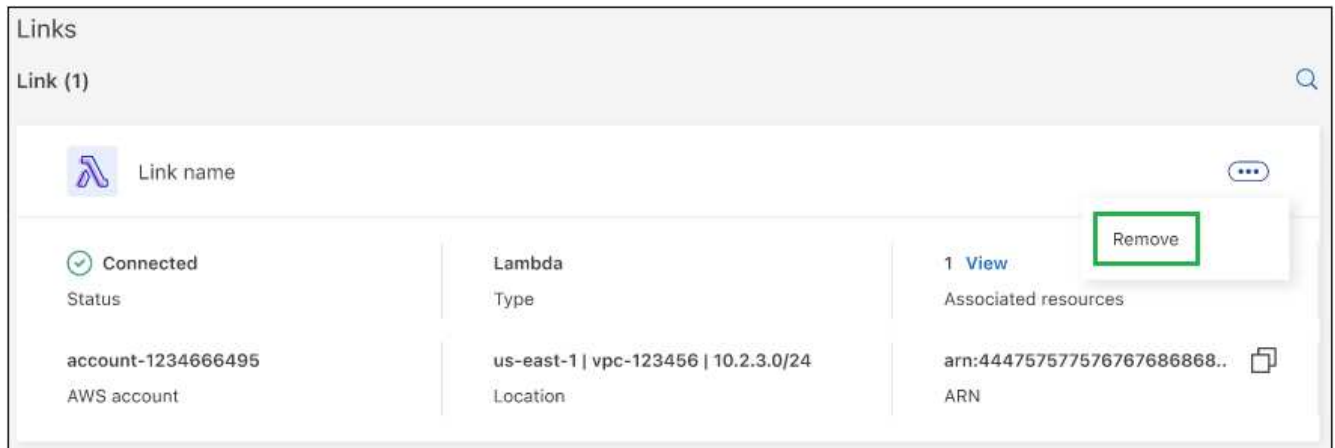 Links
Link (1)
Link name
Remove
Connected
Lambda
1 View
Status
Type
Associated resources
account-1234666495
us-east-1 | vpc-123456 | 10.2.3.0/24
arn:4447575775767676868686..
AWS account
Location
ARN